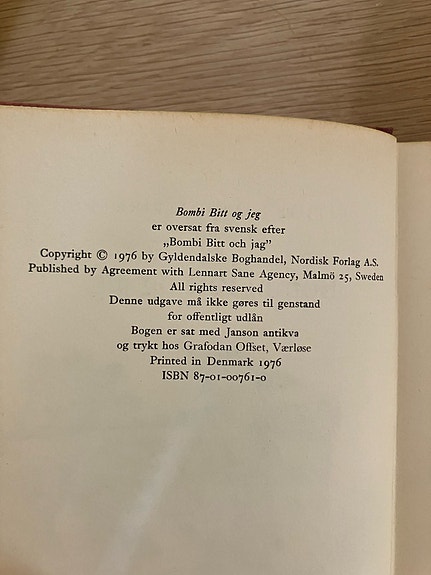 Bombi Bitt og jeg
er oversat fra svensk efter
„Bombi Bitt och jag”
Copyright © 1976 by Gyldendalske Boghandel, Nordisk Forlag A.S.
Published by Agreement with Lennart Sane Agency, Malmö 25, Sweden
All rights reserved
Denne udgave må ikke gøres til genstand
for offentligt udlån
Bogen er sat med Janson antikva
og trykt hos Grafodan Offset, Værløse
Printed in Denmark 1976
ISBN 87-01-00761-0